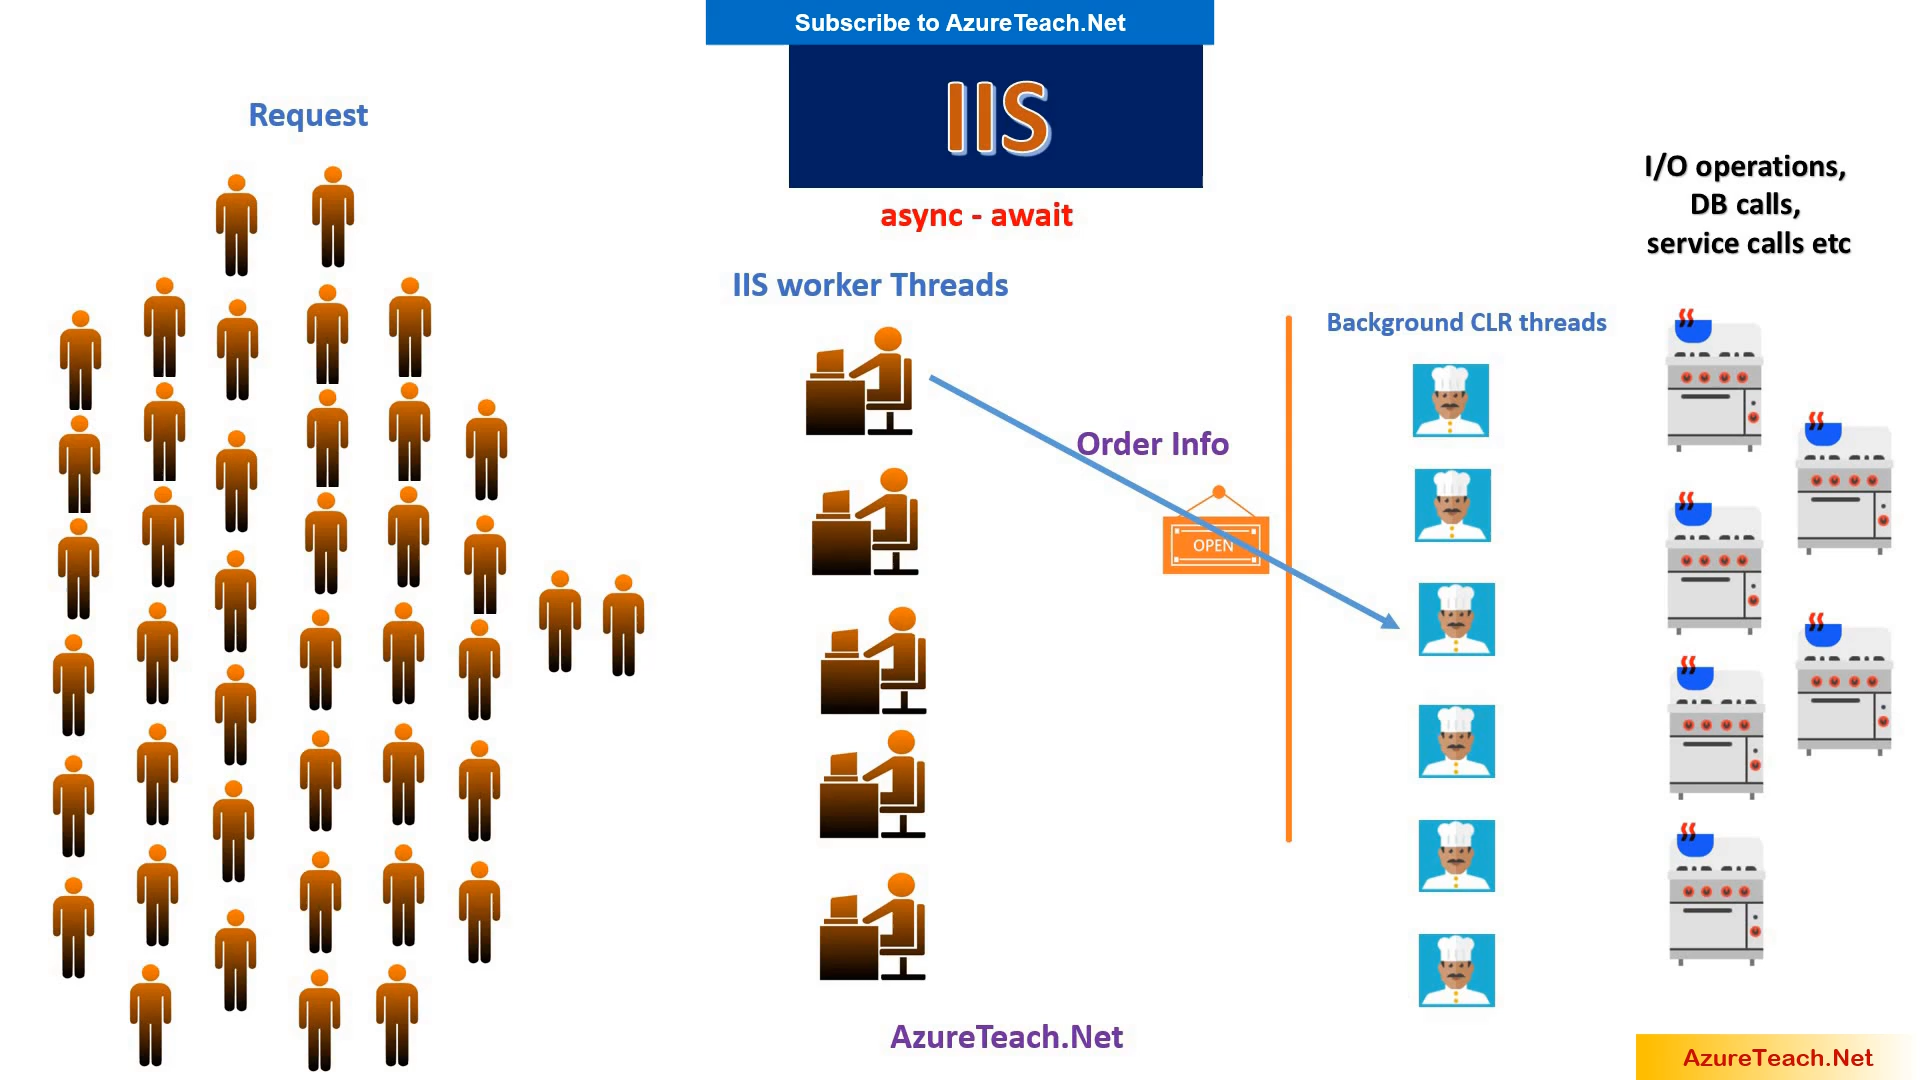 Subscribe to AzureTeach.Net
IIS
Request
async - await
I/O operations,
DB calls,
service calls etc
IIS worker Threads
Background CLR threads
Order Info
OPEN
AzureTeach.Net
AzureTeach.Net